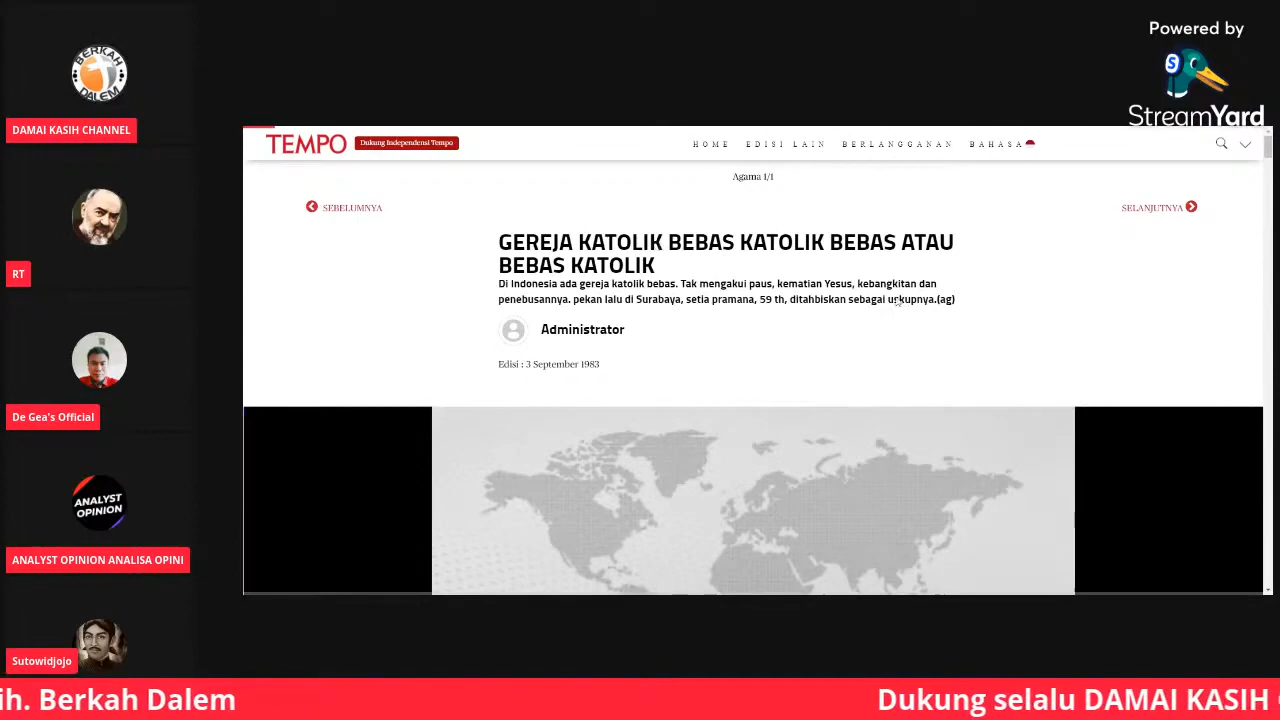 Powered by
StreamYard
BERKAH
DALEM
DAMAI KASIH CHANNEL
RT
De Gea's Official
ANALYST
OPINION
ANALYST OPINION ANALISA OPINI
Sutowidjojo
TEMPO
Dukung Independensi Tempo
HOME EDISI LAIN BERLANGGANAN BAHASA
Agama 1/1
SEBELUMNYA
SELANJUTNYA
GEREJA KATOLIK BEBAS KATOLIK BEBAS ATAU
BEBAS KATOLIK
Di Indonesia ada gereja katolik bebas. Tak mengakui paus, kematian Yesus, kebangkitan dan
penebusannya. pekan lalu di Surabaya, setia pramana, 59 th, ditahbiskan sebagai uskupnya.(ag)
Administrator
Edisi : 3 September 1983
ih. Berkah Dalem
Dukung selalu DAMAI KASIH